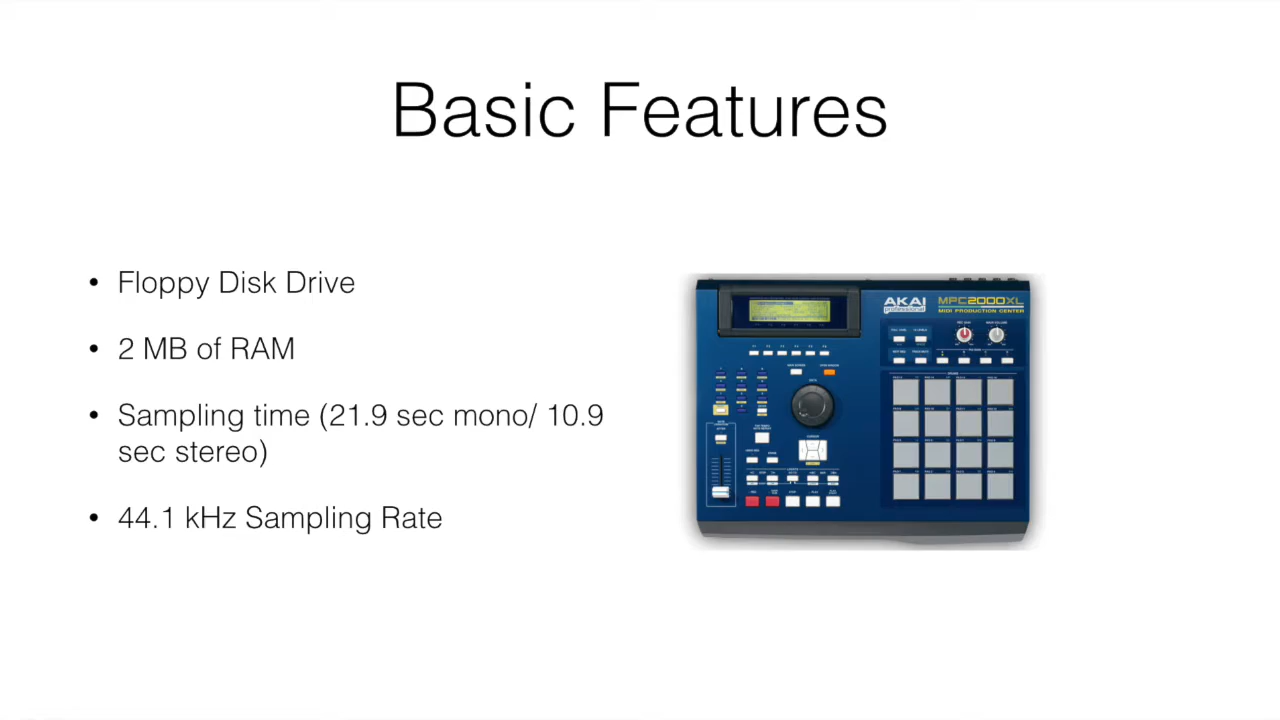 Basic Features
• Floppy Disk Drive
• 2 MB of RAM
• Sampling time (21.9 sec mono/ 10.9
sec stereo)
• 44.1 kHz Sampling Rate
AKAI
professional
MPC2000XL
MIDI PRODUCTION CENTER